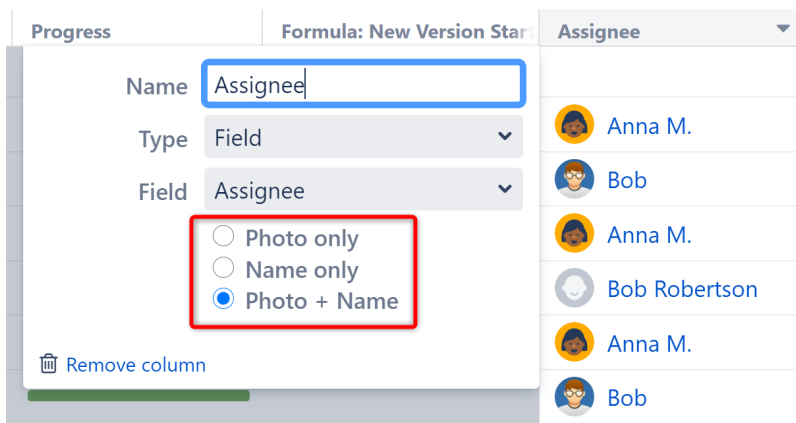 Progress
Formula: New Version Start
Assignee
Name Assignee
Type Field
Field Assignee
Photo only
Name only
Photo + Name
Remove column
Anna M.
Bob
Anna M.
Bob Robertson
Anna M.
Bob